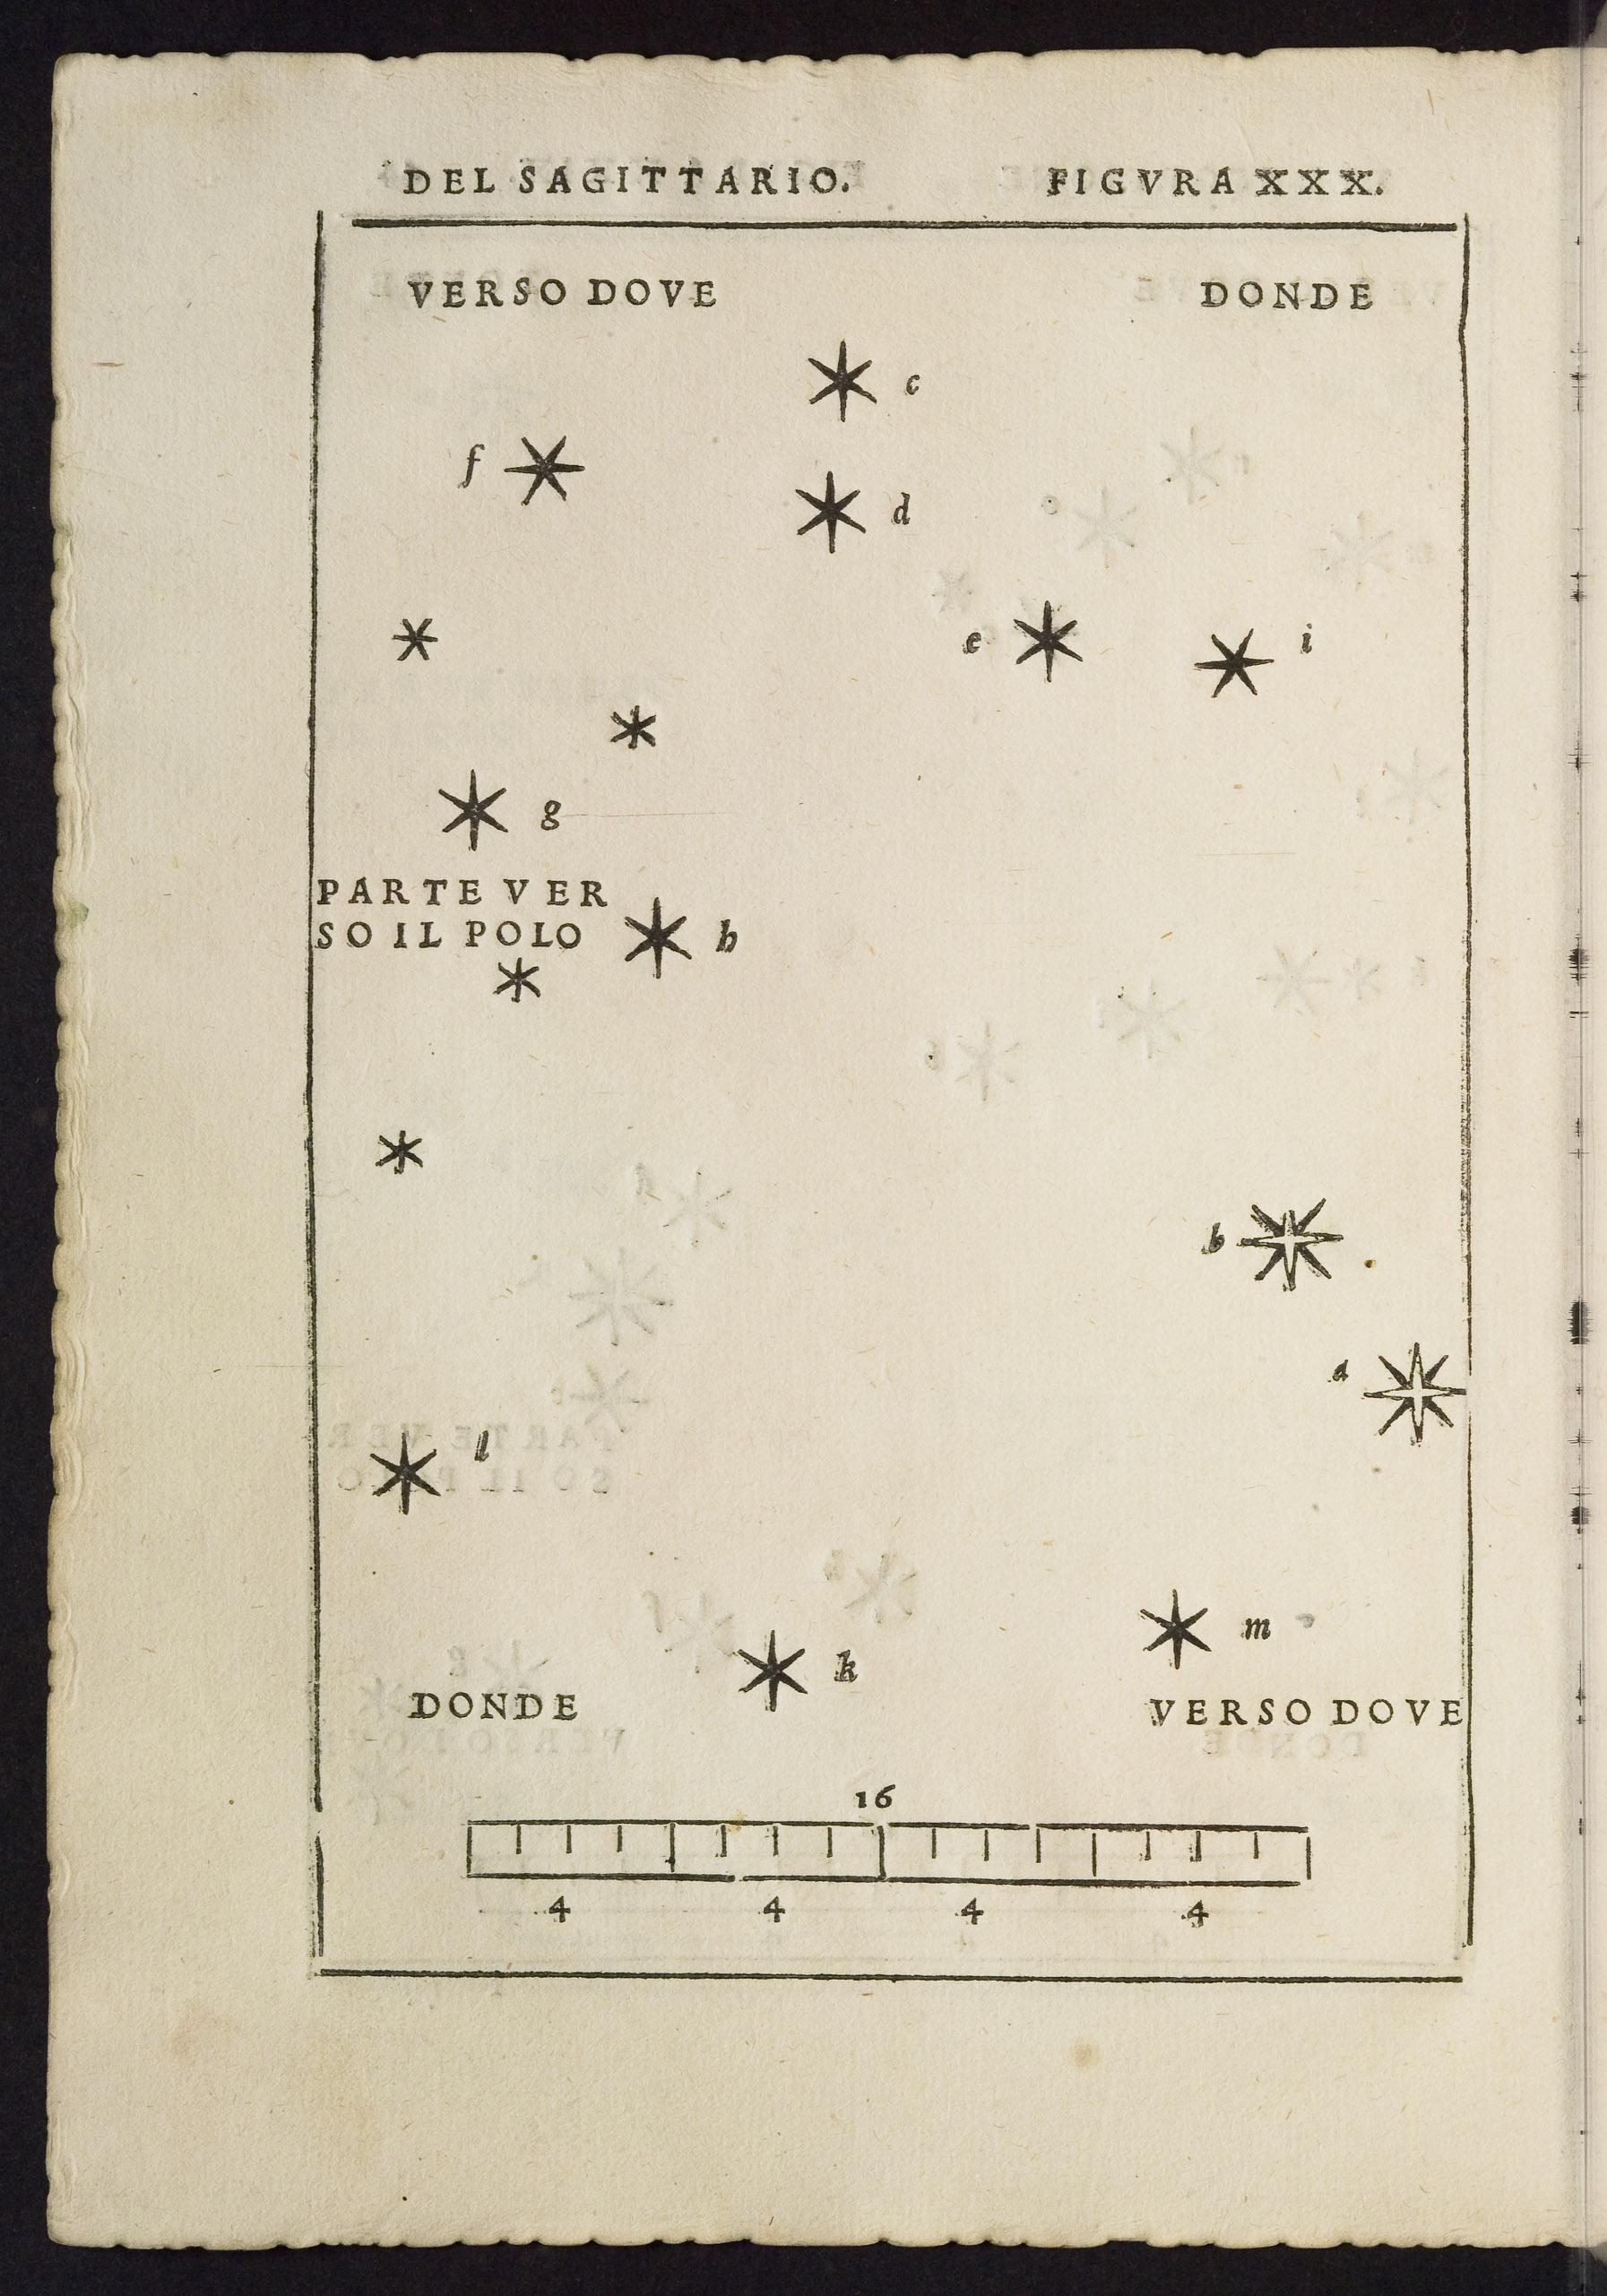 DEL SAGITTARIO. FIGVRA XXX.
VERSO DOVE DONDE
c
f
d
e i
g
PARTE VER
SO IL POLO h
b
a
l
m
k
DONDE VERSO DOVE
16
4 4 4 4